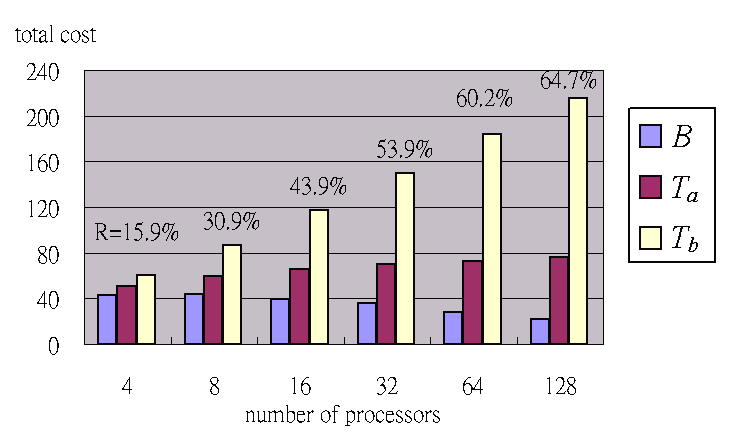 total cost
240
200
160
120
80
40
0
R=15.9%
30.9%
43.9%
53.9%
60.2%
64.7%
4 8 16 32 64 128
number of processors
B
Ta
Tb